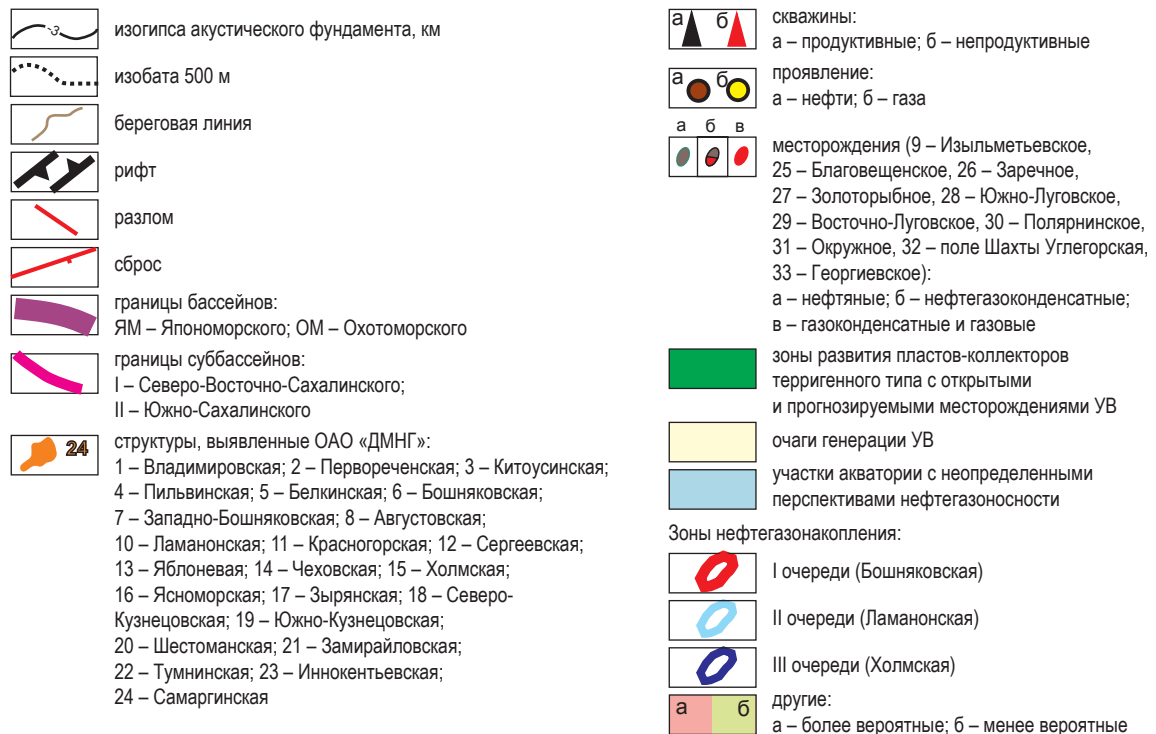 -3
изогипса акустического фундамента, км
изобата 500 м
береговая линия
рифт
разлом
сброс
границы бассейнов:
ЯМ – Япономорского; ОМ – Охотоморского
границы суббассейнов:
I – Северо-Восточно-Сахалинского;
II – Южно-Сахалинского
24
структуры, выявленные ОАО «ДМНГ»:
1 – Владимировская; 2 – Первореченская; 3 – Китоусинская;
4 – Пильвинская; 5 – Белкинская; 6 – Бошняковская;
7 – Западно-Бошняковская; 8 – Августовская;
10 – Ламанонская; 11 – Красногорская; 12 – Сергеевская;
13 – Яблоневая; 14 – Чеховская; 15 – Холмская;
16 – Ясноморская; 17 – Зырянская; 18 – Северо-
Кузнецовская; 19 – Южно-Кузнецовская;
20 – Шестоманская; 21 – Замирайловская;
22 – Тумнинская; 23 – Иннокентьевская;
24 – Самаргинская
а б
скважины:
а – продуктивные; б – непродуктивные
а б
проявление:
а – нефти; б – газа
а б в
месторождения (9 – Изыльметьевское,
25 – Благовещенское, 26 – Заречное,
27 – Золоторыбное, 28 – Южно-Луговское,
29 – Восточно-Луговское, 30 – Полярнинское,
31 – Окружное, 32 – поле Шахты Углегорская,
33 – Георгиевское):
а – нефтяные; б – нефтегазоконденсатные;
в – газоконденсатные и газовые
зоны развития пластов-коллекторов
терригенного типа с открытыми
и прогнозируемыми месторождениями УВ
очаги генерации УВ
участки акватории с неопределенными
перспективами нефтегазоносности
Зоны нефтегазонакопления:
I очереди (Бошняковская)
II очереди (Ламанонская)
III очереди (Холмская)
а б
другие:
а – более вероятные; б – менее вероятные